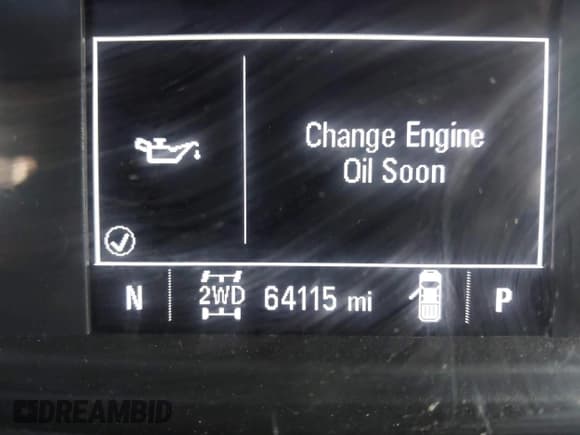 Change Engine
Oil Soon
N 2WD 64115 mi P
DREAMBID